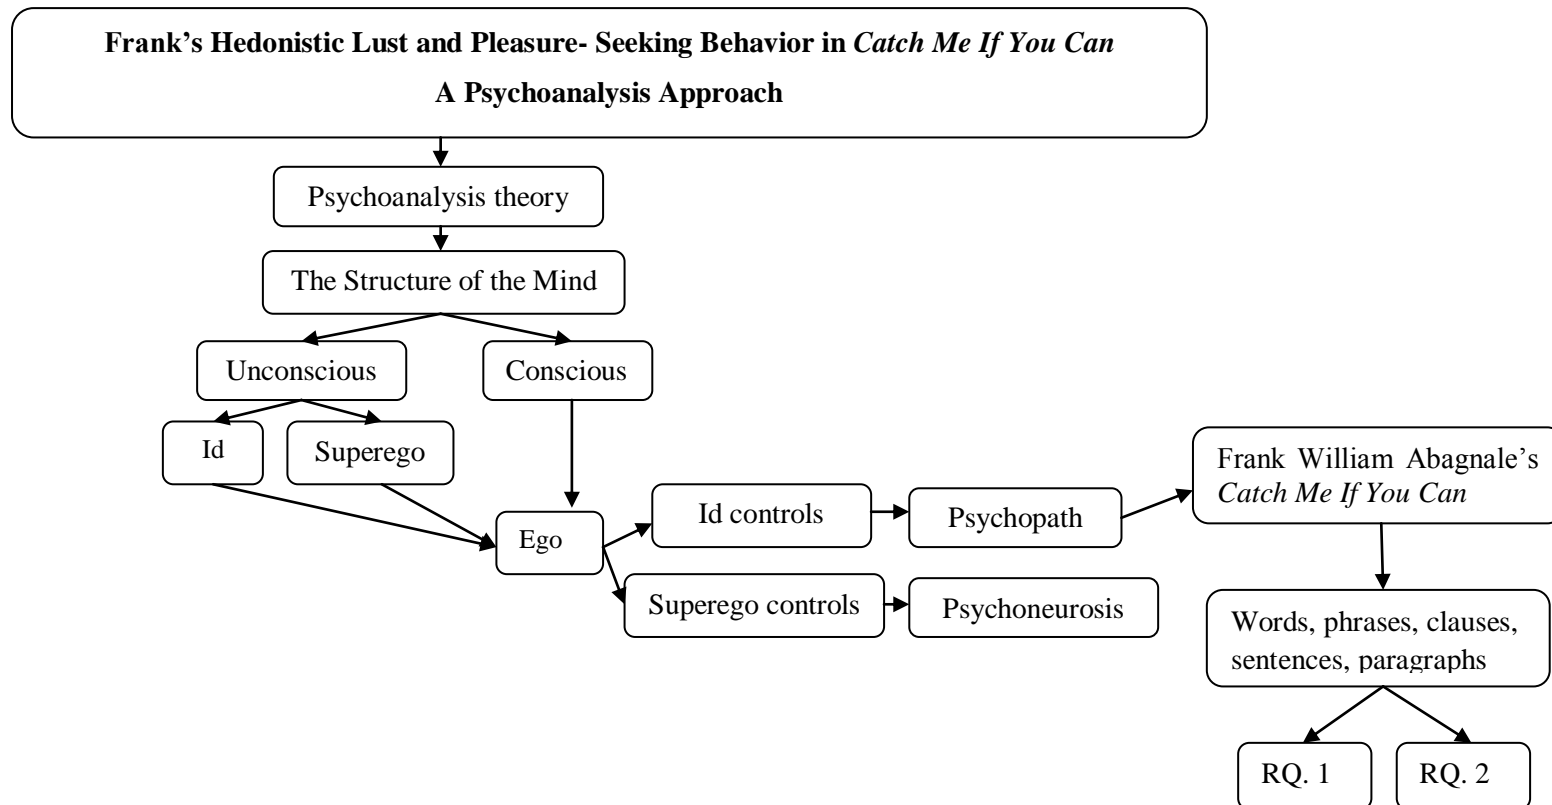 Frank's Hedonistic Lust and Pleasure- Seeking Behavior in Catch Me If You Can
A Psychoanalysis Approach
Psychoanalysis theory
The Structure of the Mind
Unconscious
Conscious
Id
Superego
Ego
Id controls
Psychopath
Frank William Abagnale's
Catch Me If You Can
Superego controls
Psychoneurosis
Words, phrases, clauses,
sentences, paragraphs
RQ. 1
RQ. 2